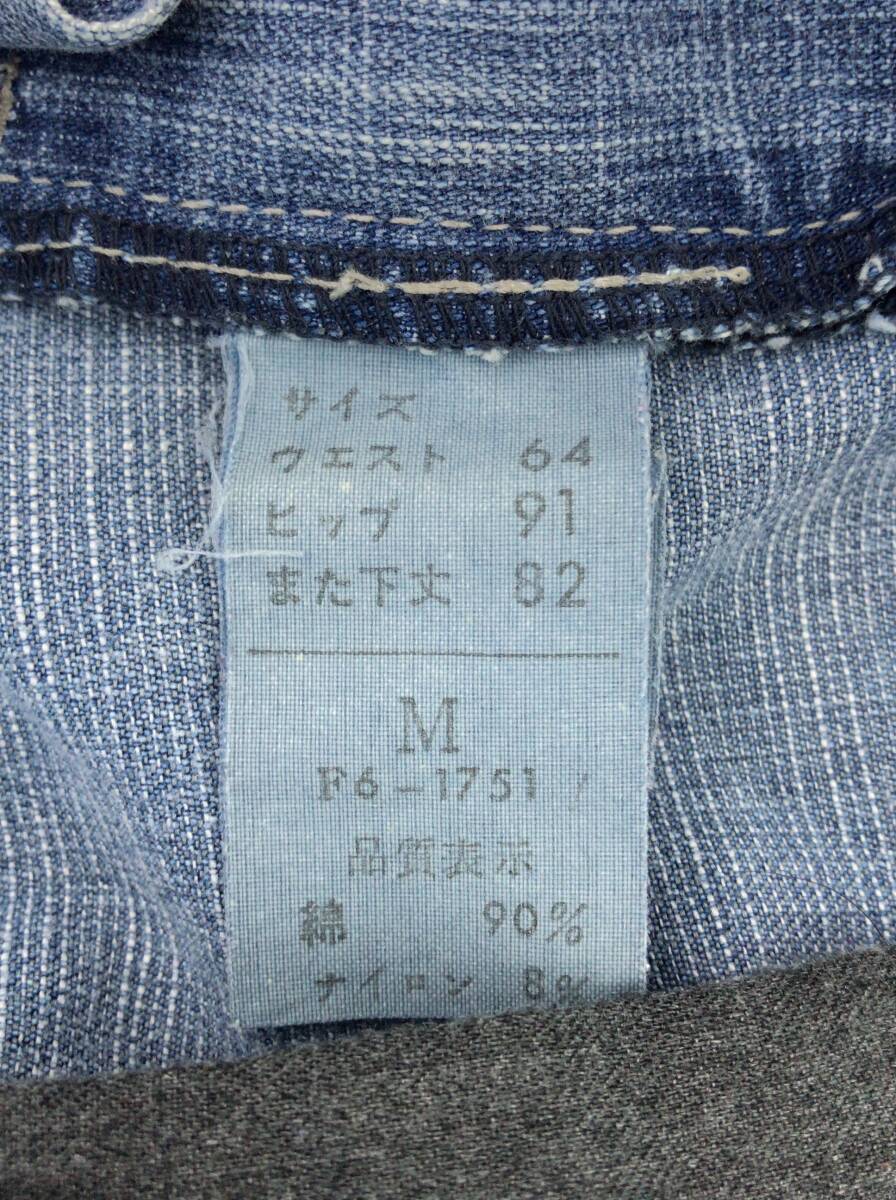 サイズ
ウエスト 64
ヒップ 91
また下丈 82
M
F6-1751
品質表示
綿 90%
ナイロン 8%